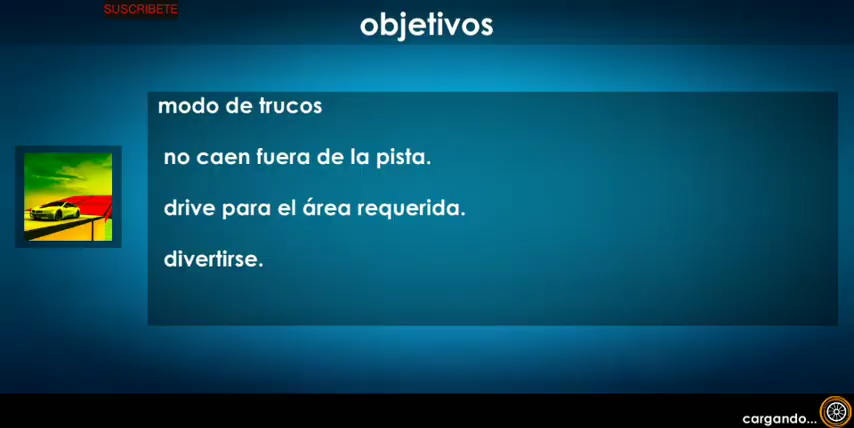 SUSCRIBETE
objetivos
modo de trucos
no caen fuera de la pista.
drive para el área requerida.
divertirse.
cargando...